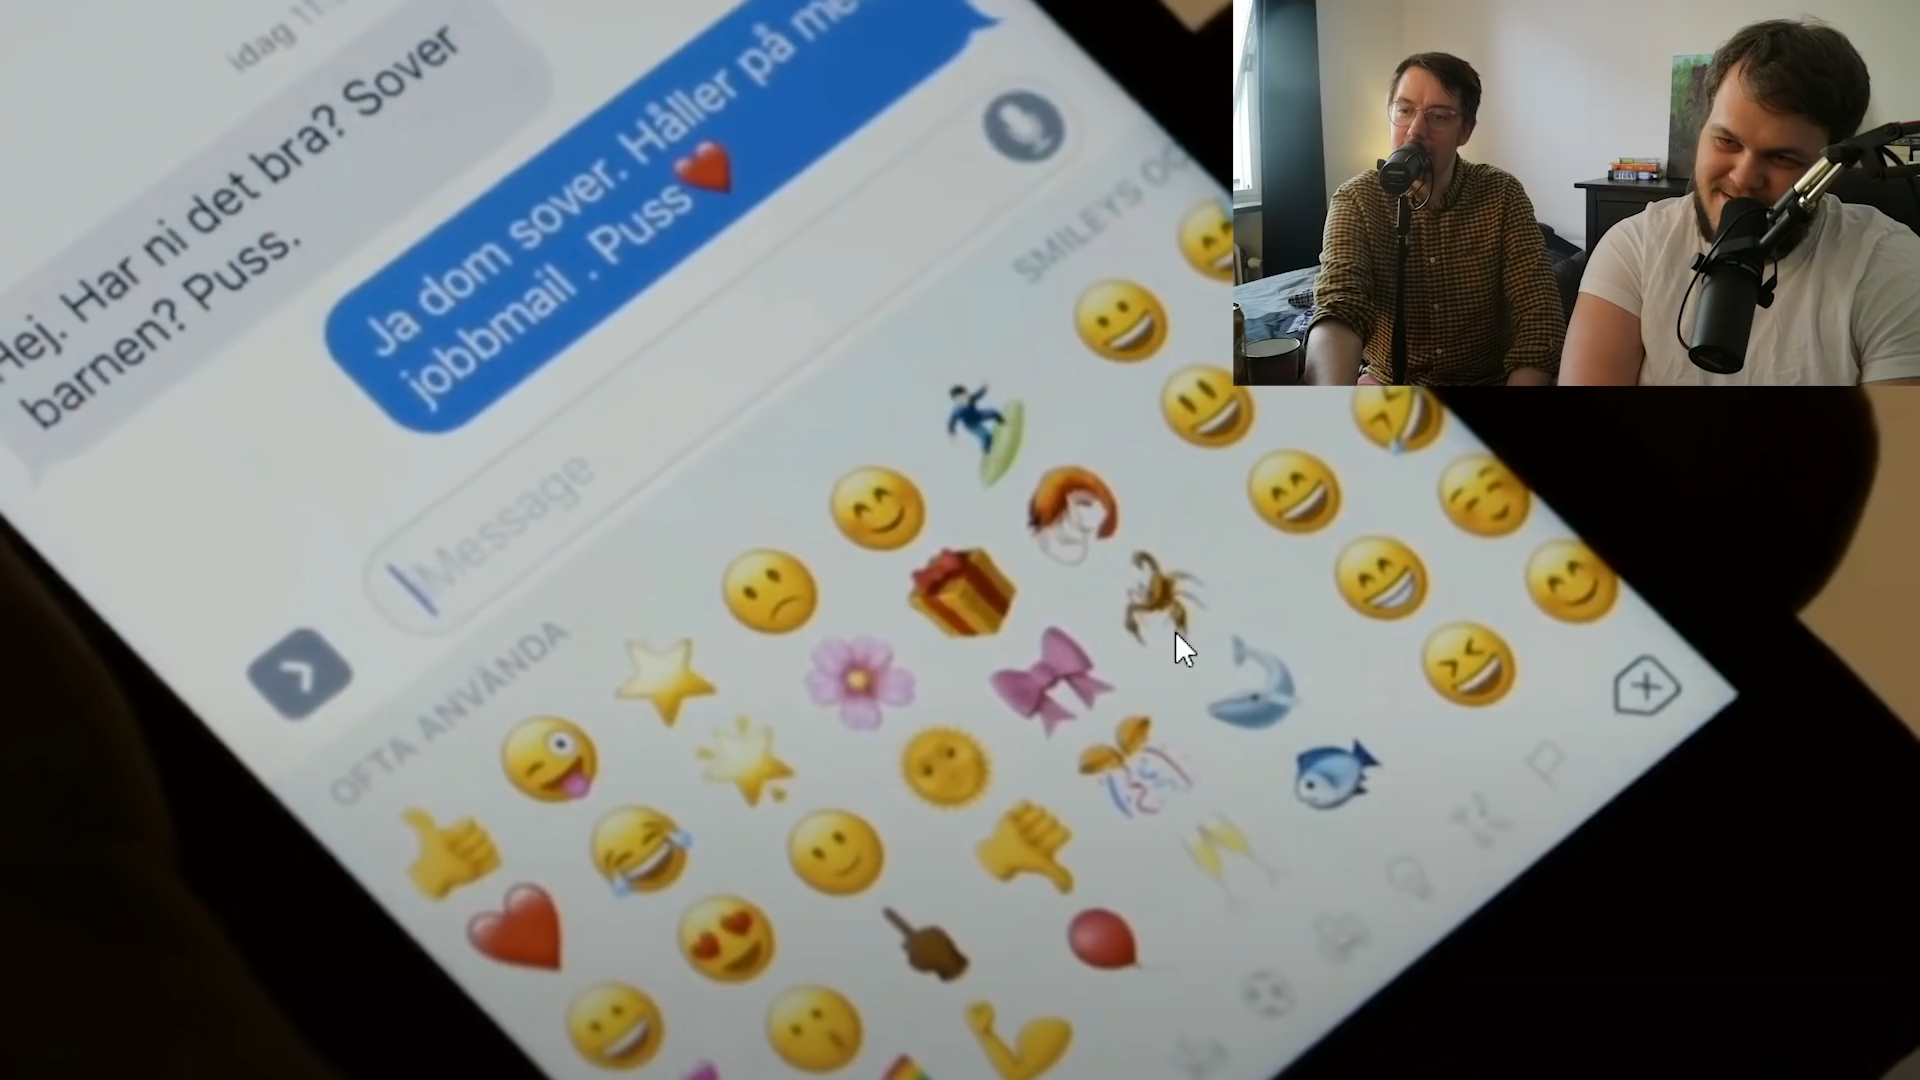 idag 11
Hej. Har ni det bra? Sover
barnen? Puss.
Ja dom sover. Håller på me
jobbmail . Puss
Message
OFTA ANVÄNDA
SMILEYS OC